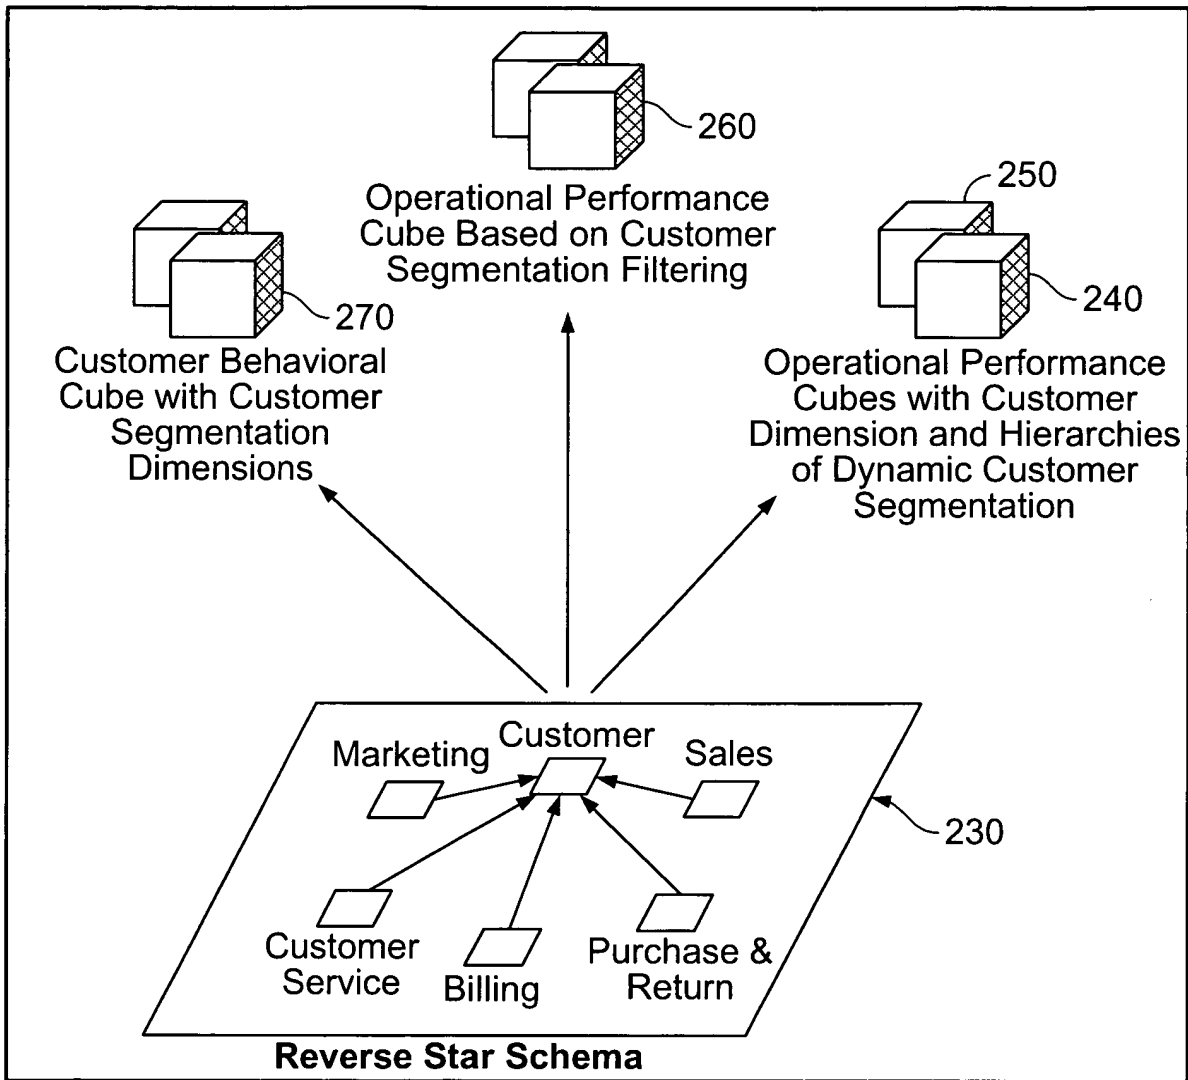 260
Operational Performance
Cube Based on Customer
Segmentation Filtering
250
240
Operational Performance
Cubes with Customer
Dimension and Hierarchies
of Dynamic Customer
Segmentation
270
Customer Behavioral
Cube with Customer
Segmentation
Dimensions
Customer
Marketing
Sales
230
Customer
Service
Billing
Purchase &
Return
Reverse Star Schema